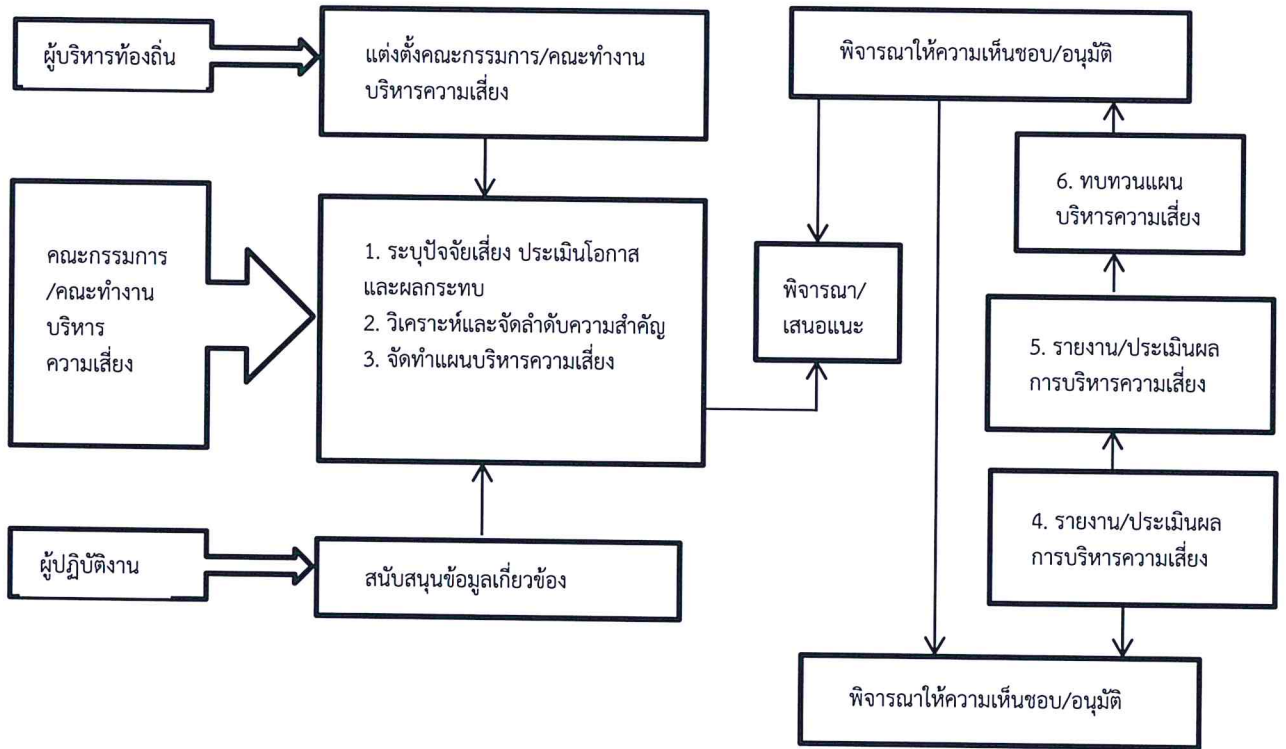 ผู้บริหารท้องถิ่น
แต่งตั้งคณะกรรมการ/คณะทำงาน
บริหารความเสี่ยง
คณะกรรมการ
/คณะทำงาน
บริหาร
ความเสี่ยง
1. ระบุปัจจัยเสี่ยง ประเมินโอกาส
และผลกระทบ
2. วิเคราะห์และจัดลำดับความสำคัญ
3. จัดทำแผนบริหารความเสี่ยง
ผู้ปฏิบัติงาน
สนับสนุนข้อมูลเกี่ยวข้อง
พิจารณาให้ความเห็นชอบ/อนุมัติ
พิจารณา/
เสนอแนะ
6. ทบทวนแผน
บริหารความเสี่ยง
5. รายงาน/ประเมินผล
การบริหารความเสี่ยง
4. รายงาน/ประเมินผล
การบริหารความเสี่ยง
พิจารณาให้ความเห็นชอบ/อนุมัติ